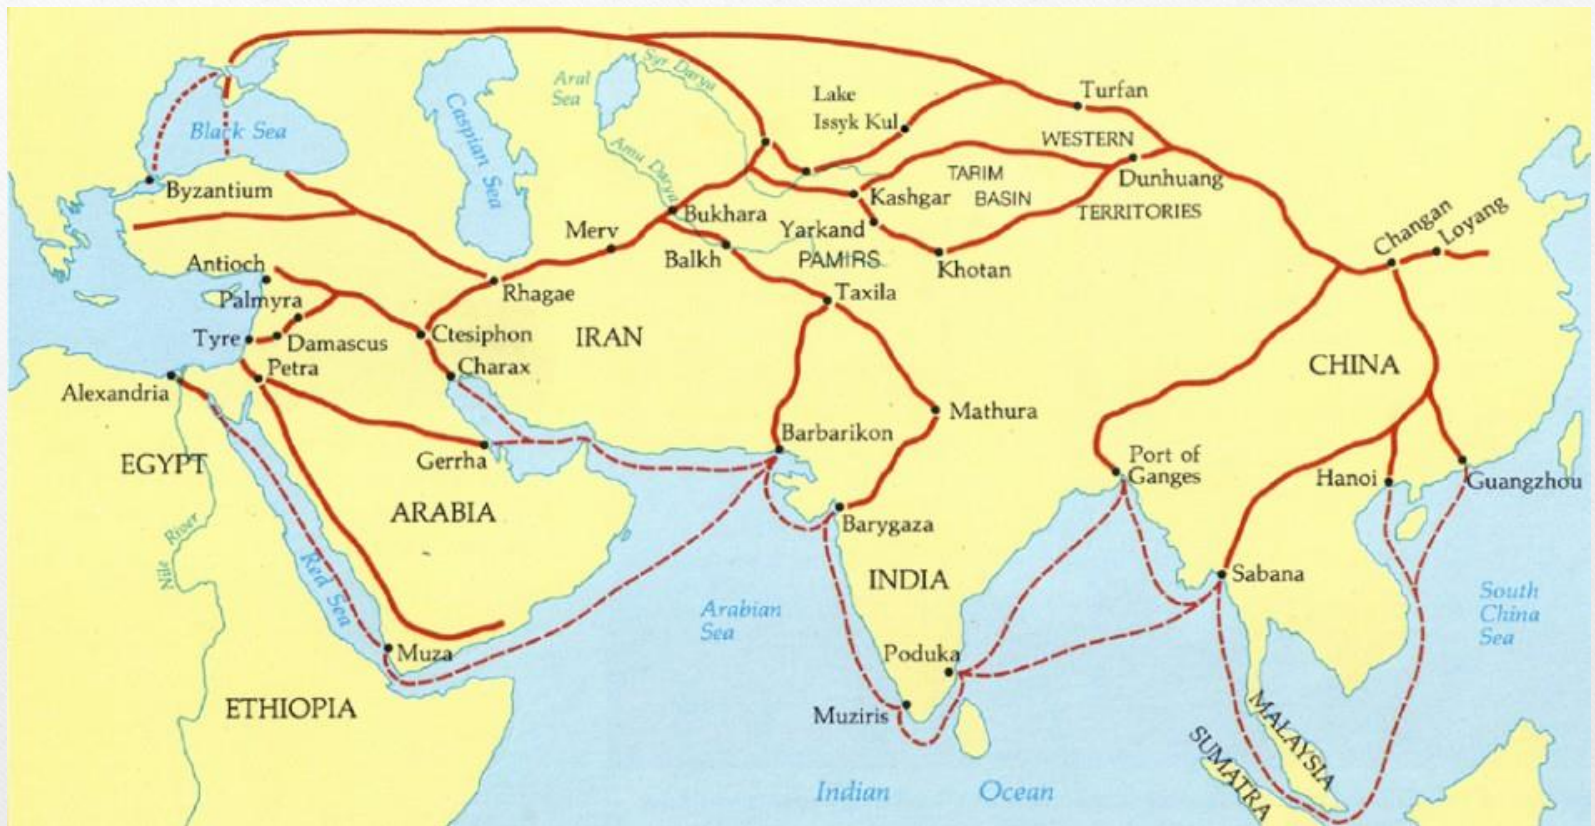 Aral
Sea
Syr Darya
Lake
Issyk Kul
Turfan
Black Sea
Caspian Sea
Amu Darya
WESTERN
TARIM
BASIN
Dunhuang
TERRITORIES
Byzantium
Kashgar
Bukhara
Merv
Yarkand
Balkh
PAMIRS
Khotan
Changan
Loyang
Antioch
Palmyra
Rhagae
Taxila
Tyre
Damascus
Ctesiphon
IRAN
Petra
Charax
CHINA
Alexandria
Mathura
Barbarikon
Gerrha
EGYPT
Port of
Ganges
Hanoi
Guangzhou
ARABIA
Barygaza
Nile River
Red Sea
INDIA
Sabana
Arabian
Sea
South
China
Sea
Muza
Poduka
ETHIOPIA
Muziris
MALAYSIA
SUMATRA
Indian Ocean